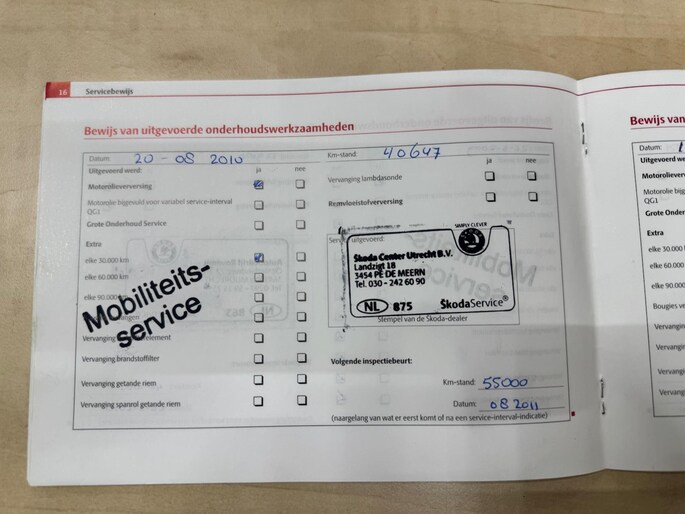 16 Servicebewijs
Bewijs van uitgevoerde onderhoudswerkzaamheden
Datum: 20-08 2010 Km-stand: 40647
Uitgevoerd werd: ja nee ja nee
Motorolieverversing
Vervanging lambdasonde
Motorolie bijgevuld voor variabel service-interval
QG1
Remvloeistofverversing
Grote Onderhoud Service
Extra
uitgevoerd:
SIMPLY CLEVER
Škoda Center Utrecht B.V.
Landzigt 18
3454 PE DE MEERN
Tel. 030 - 242 60 90
NL 875 ŠkodaService®
Stempel van de Škoda-dealer
elke 30.000 km
elke 60.000 km
elke 90.000
Mobiliteits-
service
Vervanging
Vervanging brandstoffilter
Vervanging getande riem
Vervanging spanrol getande riem
Volgende inspectiebeurt:
Km-stand: 55000
Datum: 08 2011
(naargelang van wat er eerst komt of na een service-interval-indicatie)
Bewijs van
Datum:
Uitgevoerd we
Motorolieverv
Motorolie bij
QG1
Grote Onder
Extra
elke 30.000
elke 60.000
elke 90.00
Bougies ve
Vervangin
Vervangin
Vervangin
Vervangin